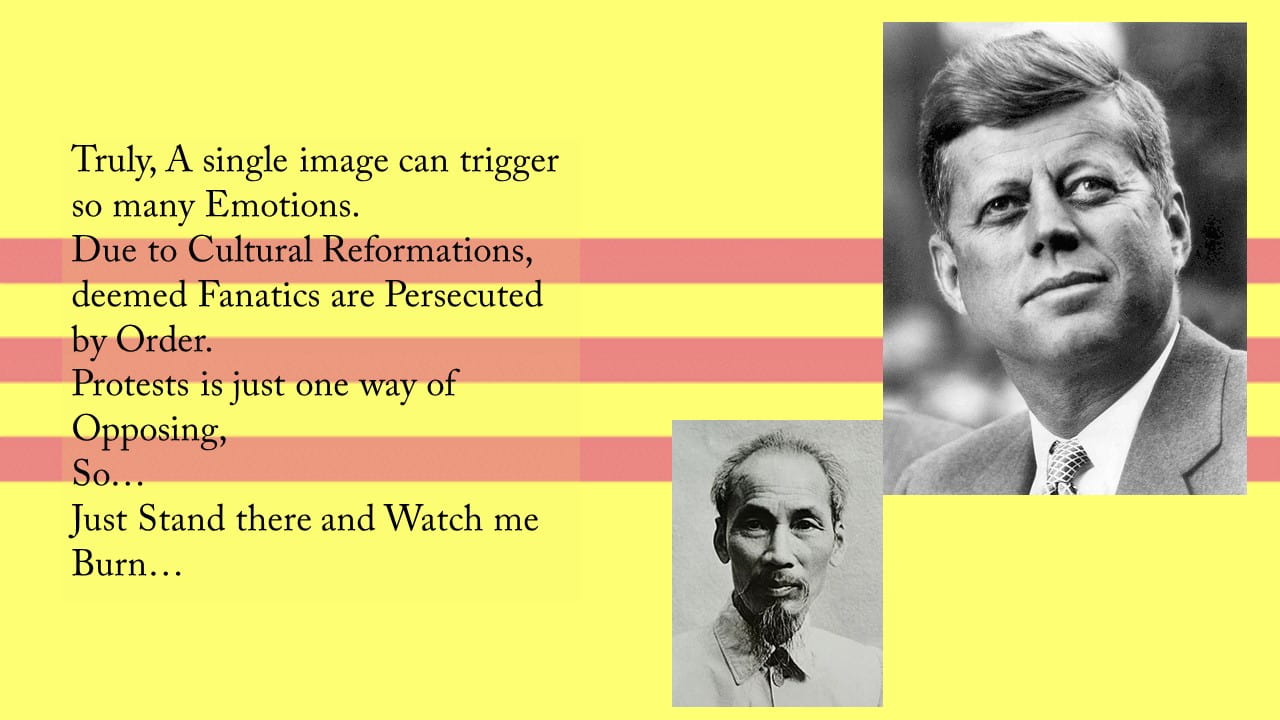 Truly, A single image can trigger
so many Emotions.
Due to Cultural Reformations,
deemed Fanatics are Persecuted
by Order.
Protests is just one way of
Opposing,
So…
Just Stand there and Watch me
Burn…